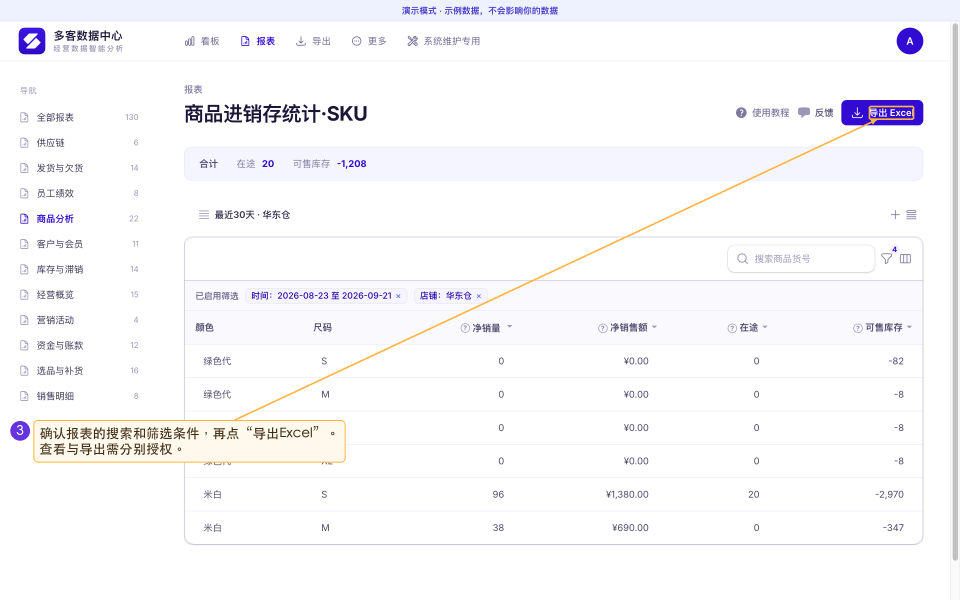 演示模式 · 示例数据，不会影响你的数据
多客数据中心
经营数据智能分析
看板
报表
导出
更多
系统维护专用
A
导航
全部报表 130
供应链 6
发货与欠货 14
员工绩效 8
商品分析 22
客户与会员 11
库存与滞销 14
经营概览 15
营销活动 4
资金与账款 12
选品与补货 16
销售明细 8
报表
商品进销存统计·SKU
使用教程
反馈
导出 Excel
合计 在途 20 可售库存 -1,208
最近30天 · 华东仓
搜索商品货号
4
已启用筛选 时间：2026-08-23 至 2026-09-21 × 店铺：华东仓 ×
颜色 尺码 净销量 净销售额 在途 可售库存
绿色代 S 0 ¥0.00 0 -82
绿色代 M 0 ¥0.00 0 -8
0 ¥0.00 0 -8
0 ¥0.00 0 -8
米白 S 96 ¥1,380.00 20 -2,970
米白 M 38 ¥690.00 0 -347
3
确认报表的搜索和筛选条件，再点“导出Excel”。
查看与导出需分别授权。